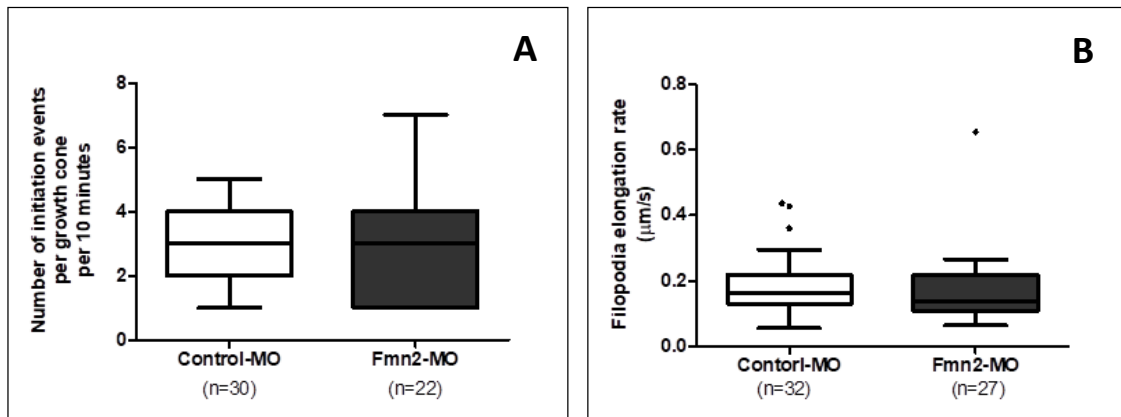 A
Number of initiation events
per growth cone
per 10 minutes
8
6
4
2
0
Control-MO
Fmn2-MO
(n=30)
(n=22)
B
Filopodia elongation rate
(μm/s)
0.8
0.6
0.4
0.2
0.0
Contorl-MO
Fmn2-MO
(n=32)
(n=27)